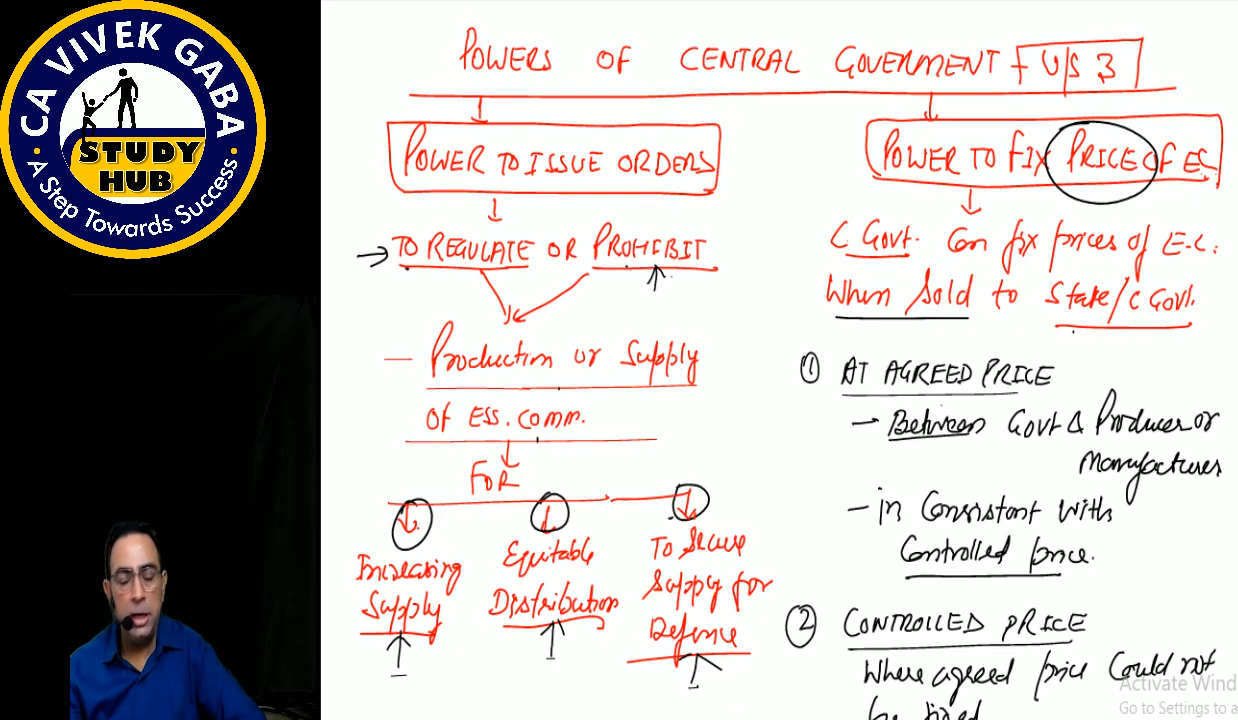 CA VIVEK GABA
STUDY
HUB
A Step Towards Success
POWERS OF CENTRAL GOVERMENT U/S 3
POWER TO ISSUE ORDERS
TO REGULATE OR PROHIBIT
Production or Supply
Of ESS. COMM.
FOR
Increasing
Supply
Equitable
Distribution
To Secure
Supply for
Defence
POWER TO FIX PRICE OF EC
C Govt. Can fix prices of E.C.
When Sold to State/C Govt.
① AT AGREED PRICE
- Between Govt & Producer or
Manufacturer
- in Consistant with
Controlled price.
② CONTROLLED PRICE
Where agreed price Could not
be fixed
Activate Wind
Go to Settings to a